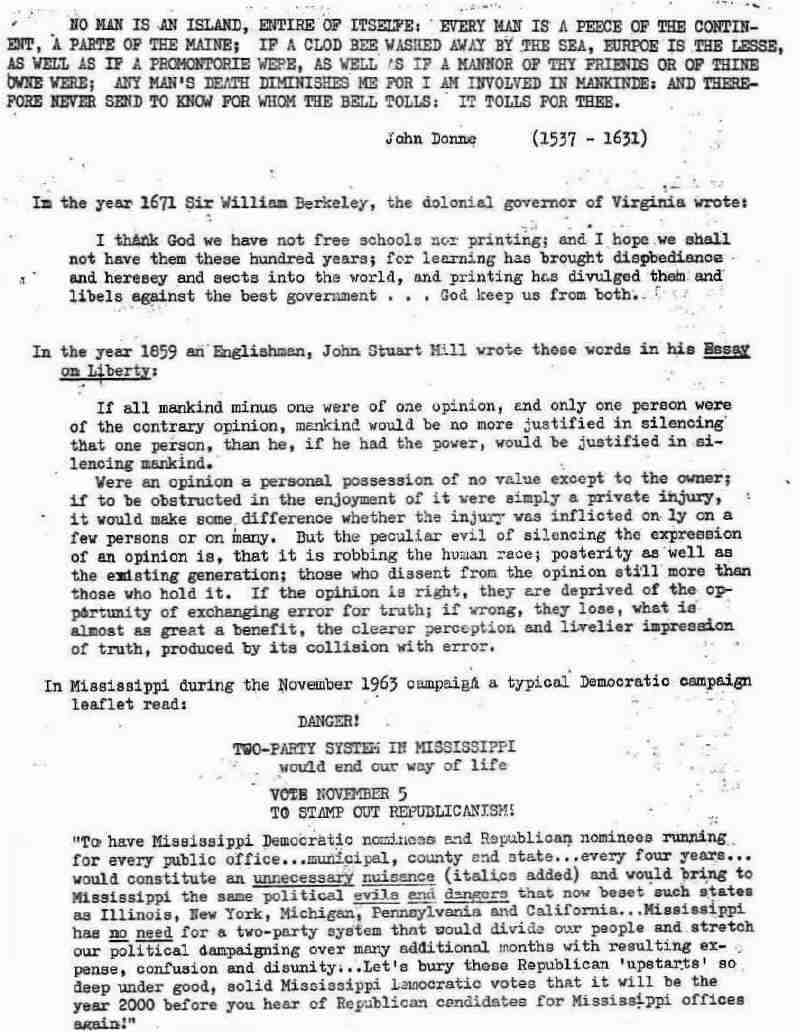 NO MAN IS AN ISLAND, ENTIRE OF ITSELFE: EVERY MAN IS A PEECE OF THE CONTIN-
ENT, A PARTE OF THE MAINE; IF A CLOD BEE WASHED AWAY BY THE SEA, EURPOE IS THE LESSE,
AS WELL AS IF A PROMONTORIE WERE, AS WELL AS IF A MANNOR OF THY FRIENDS OR OF THINE
OWNE WERE; ANY MAN'S DEATH DIMINISHES ME FOR I AM INVOLVED IN MANKINDE: AND THERE-
FORE NEVER SEND TO KNOW FOR WHOM THE BELL TOLLS: IT TOLLS FOR THEE.
John Donne (1537 - 1631)
In the year 1671 Sir William Berkeley, the dolonial governor of Virginia wrote:
I thank God we have not free schools nor printing; and I hope we shall
not have them these hundred years; for learning has brought dispbediance
and heresey and sects into the world, and printing has divulged them and
libels against the best government . . . God keep us from both.
In the year 1859 an Englishman, John Stuart Mill wrote these words in his Essay
on Liberty:
If all mankind minus one were of one opinion, and only one person were
of the contrary opinion, mankind would be no more justified in silencing
that one person, than he, if he had the power, would be justified in si-
lencing mankind.
Were an opinion a personal possession of no value except to the owner;
if to be obstructed in the enjoyment of it were simply a private injury,
it would make some difference whether the injury was inflicted on ly on a
few persons or on many. But the peculiar evil of silencing the expression
of an opinion is, that it is robbing the human race; posterity as well as
the existing generation; those who dissent from the opinion still more than
those who hold it. If the opinion is right, they are deprived of the op-
portunity of exchanging error for truth; if wrong, they lose, what is
almost as great a benefit, the clearer perception and livelier impression
of truth, produced by its collision with error.
In Mississippi during the November 1963 campaign a typical Democratic campaign
leaflet read:
DANGER!
TWO-PARTY SYSTEM IN MISSISSIPPI
would end our way of life
VOTE NOVEMBER 5
TO STAMP OUT REPUBLICANISM!
"To have Mississippi Democratic nominees and Republican nominees running
for every public office...municipal, county and state...every four years...
would constitute an unnecessary nuisance (italics added) and would bring to
Mississippi the same political evils and dangers that now beset such states
as Illinois, New York, Michigan, Pennsylvania and California...Mississippi
has no need for a two-party system that would divide our people and stretch
our political dampaigning over many additional months with resulting ex-
pense, confusion and disunity...Let's bury these Republican 'upstarts' so
deep under good, solid Mississippi Democratic votes that it will be the
year 2000 before you hear of Republican candidates for Mississippi offices
again!"